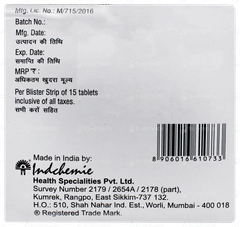 Mfg. Lic. No.: M/715/2016
Batch No.:
Mfg. Date:
उत्पादन की तिथि
Exp. Date:
समाप्ति की तिथि
MRP ₹:
अधिकतम खुदरा मूल्य
Per Blister Strip of 15 tablets
inclusive of all taxes.
सभी करों सहित
Made in India by:
Indchemie
Health Specialities Pvt. Ltd.
Survey Number 2179 / 2654A / 2178 (part),
Kumrek, Rangpo, East Sikkim-737 132.
H.O.: 510, Shah Nahar Ind. Est., Worli, Mumbai - 400 018
® Registered Trade Mark.
8906016610733